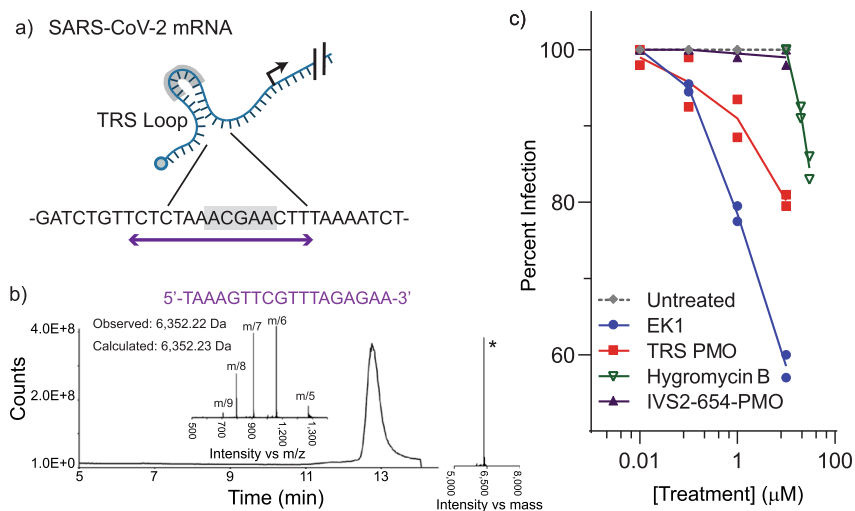 a) SARS-CoV-2 mRNA
TRS Loop
-GATCTGTTCTCTAAACGAACTTTAAAATCT-
b) 5'-TAAAGTTCGTTTAGAGAA-3'
Observed: 6,352.22 Da
Calculated: 6,352.23 Da
m/9
m/8
m/7
m/6
m/5
500
700
900
1,200
1,300
Intensity vs m/z
Counts
4.0E+8
2.0E+8
1.0E+0
5
7
9
11
13
Time (min)
*
5,000
6,500
8,000
Intensity vs mass
c)
Percent Infection
100
80
60
Untreated
EK1
TRS PMO
Hygromycin B
IVS2-654-PMO
0.01
1
100
[Treatment] (μM)